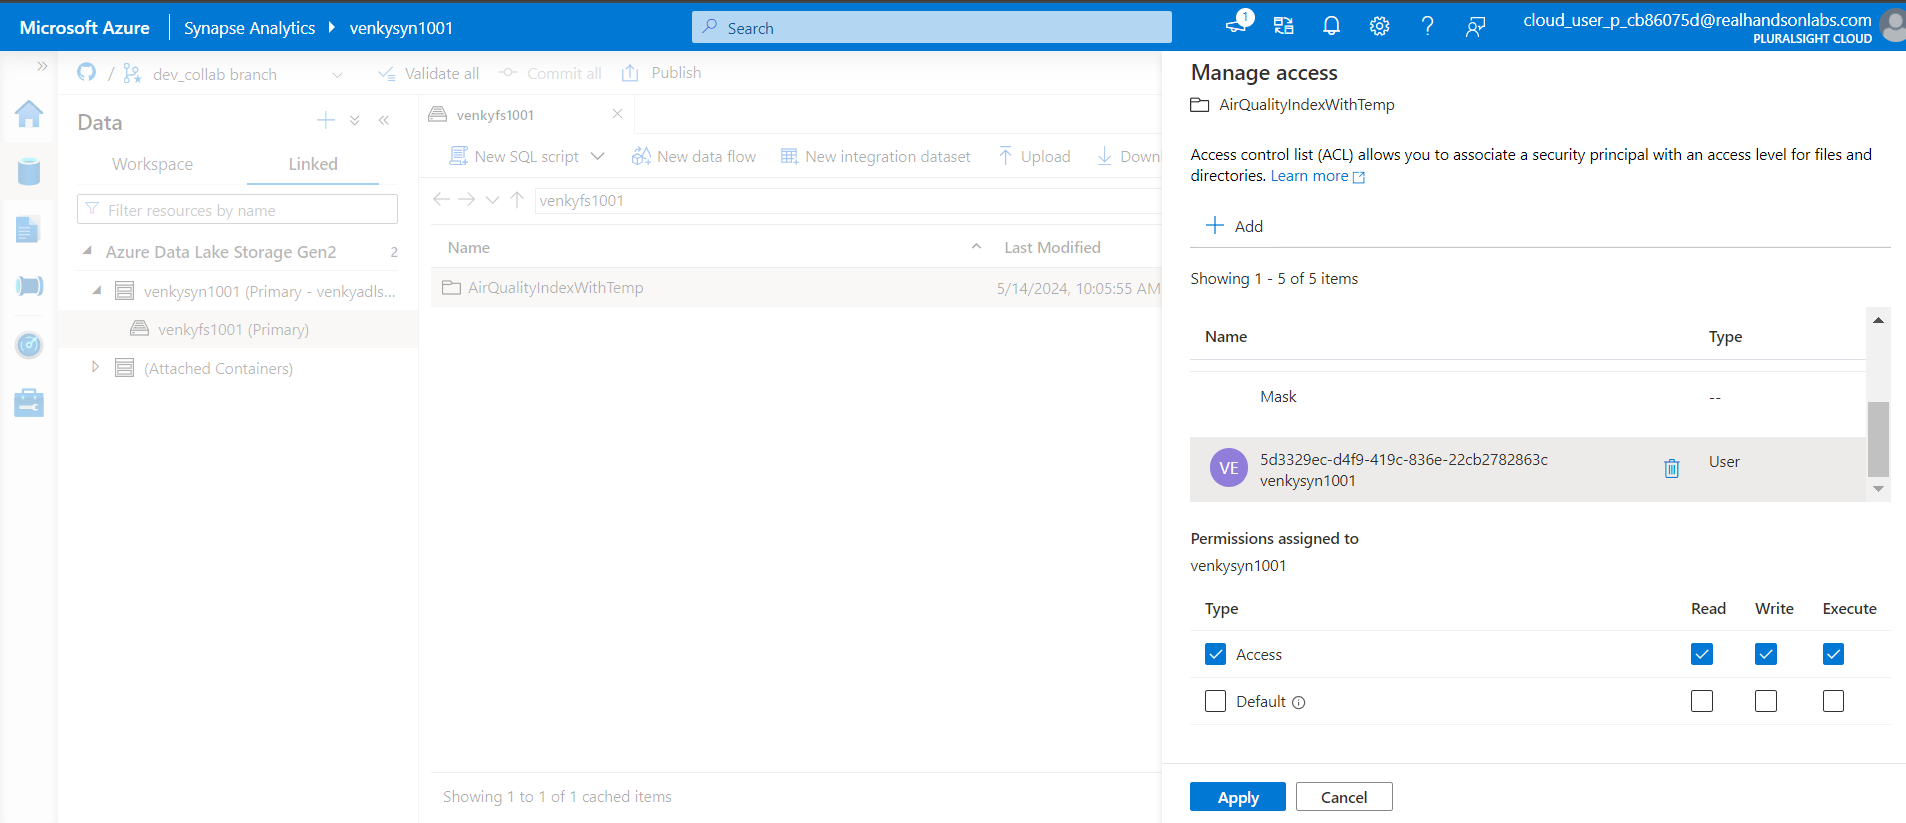 Microsoft Azure
Synapse Analytics
venkysyn1001
Search
1
cloud_user_p_cb86075d@realhandsonlabs.com
PLURALSIGHT CLOUD
/
dev_collab branch
Validate all
Commit all
Publish
Data
Workspace
Linked
Filter resources by name
Azure Data Lake Storage Gen2
2
venkysyn1001 (Primary - venkyadls...
venkyfs1001 (Primary)
(Attached Containers)
venkyfs1001
New SQL script
New data flow
New integration dataset
Upload
Down
venkyfs1001
Name
Last Modified
AirQualityIndexWithTemp
5/14/2024, 10:05:55 AM
Showing 1 to 1 of 1 cached items
Manage access
AirQualityIndexWithTemp
Access control list (ACL) allows you to associate a security principal with an access level for files and
directories. Learn more
Add
Showing 1 - 5 of 5 items
Name
Type
Mask
--
VE
5d3329ec-d4f9-419c-836e-22cb2782863c
venkysyn1001
User
Permissions assigned to
venkysyn1001
Type
Read
Write
Execute
Access
Default
Apply
Cancel